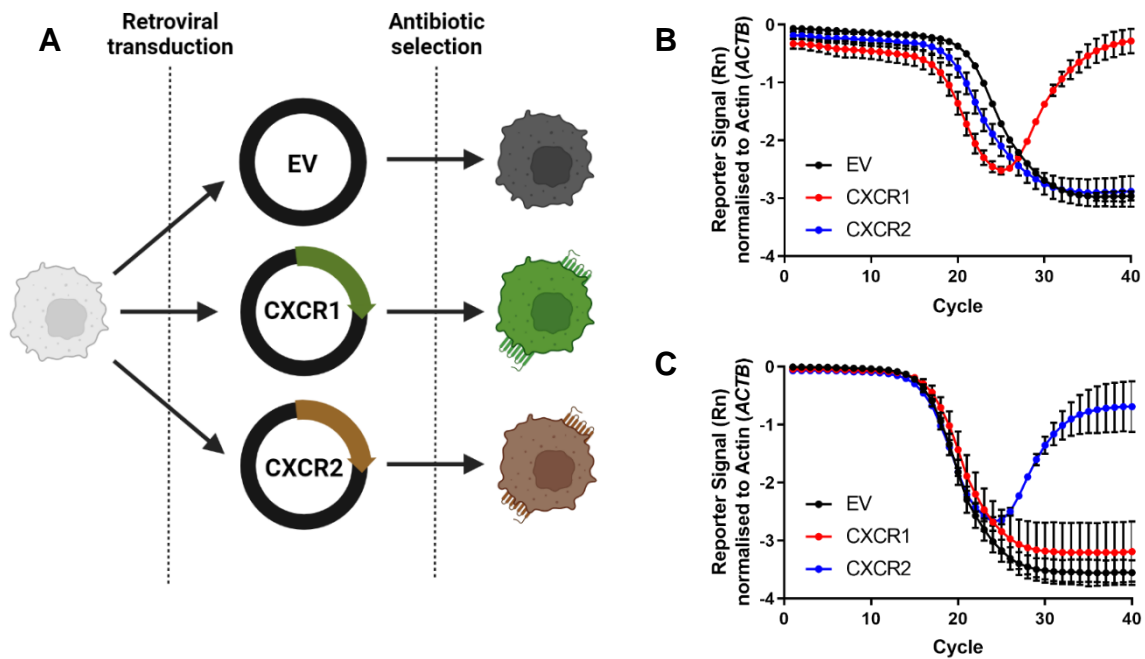 A
Retroviral
transduction
Antibiotic
selection
EV
CXCR1
CXCR2
B
Reporter Signal (Rn)
normalised to Actin (ACTB)
0
-1
-2
-3
-4
EV
CXCR1
CXCR2
0
10
20
30
40
Cycle
C
Reporter Signal (Rn)
normalised to Actin (ACTB)
0
-1
-2
-3
-4
EV
CXCR1
CXCR2
0
10
20
30
40
Cycle